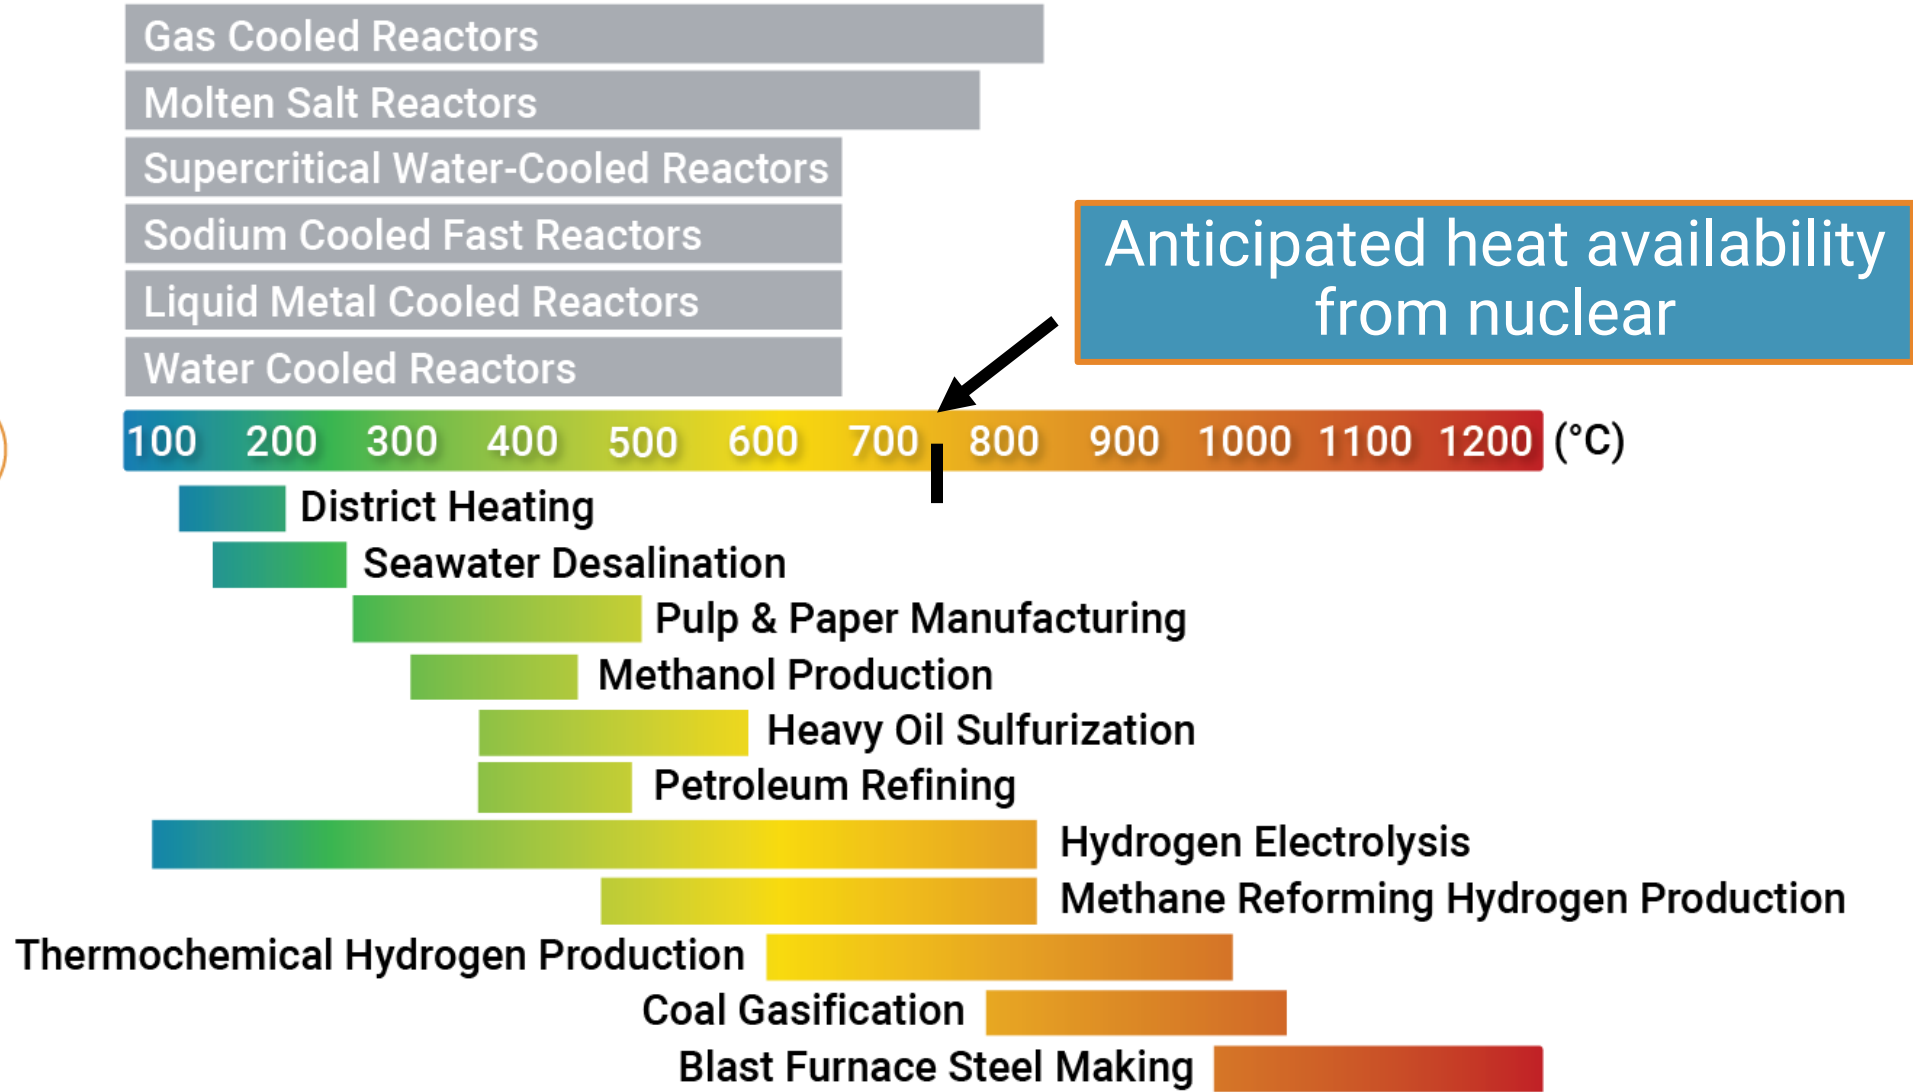 Gas Cooled Reactors
Molten Salt Reactors
Supercritical Water-Cooled Reactors
Sodium Cooled Fast Reactors
Liquid Metal Cooled Reactors
Water Cooled Reactors
Anticipated heat availability
from nuclear
100 200 300 400 500 600 700 800 900 1000 1100 1200 (°C)
District Heating
Seawater Desalination
Pulp & Paper Manufacturing
Methanol Production
Heavy Oil Sulfurization
Petroleum Refining
Hydrogen Electrolysis
Methane Reforming Hydrogen Production
Thermochemical Hydrogen Production
Coal Gasification
Blast Furnace Steel Making